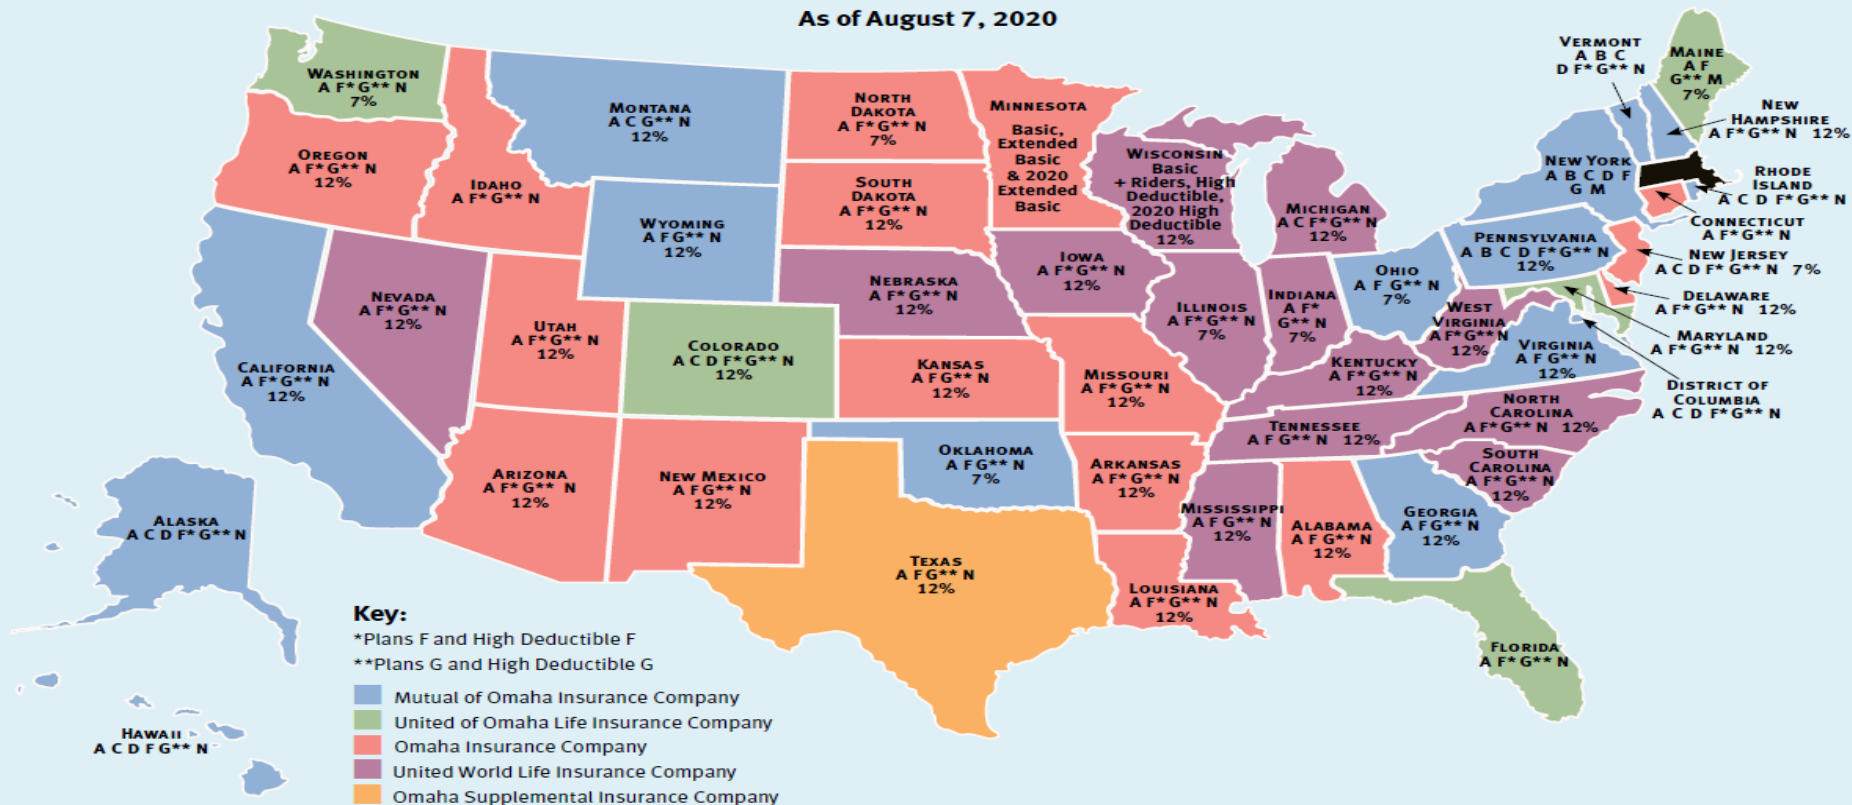 As of August 7, 2020
WASHINGTON
A F* G** N
7%
OREGON
A F* G** N
12%
IDAHO
A F* G** N
MONTANA
A C G** N
12%
WYOMING
A F G** N
12%
NORTH
DAKOTA
A F* G** N
7%
SOUTH
DAKOTA
A F* G** N
12%
MINNESOTA
Basic,
Extended
Basic
& 2020
Extended
Basic
WISCONSIN
Basic
+ Riders, High
Deductible,
2020 High
Deductible
12%
MICHIGAN
A C F* G** N
12%
VERMONT
A B C
D F* G** N
MAINE
A F
G** M
7%
NEW
HAMPSHIRE
A F* G** N 12%
NEW YORK
A B C D F
G M
RHODE
ISLAND
A C D F* G** N
CONNECTICUT
A F* G** N
NEW JERSEY
A C D F* G** N 7%
PENNSYLVANIA
A B C D F* G** N
12%
DELAWARE
A F* G** N 12%
MARYLAND
A F* G** N 12%
DISTRICT OF
COLUMBIA
A C D F* G** N
CALIFORNIA
A F* G** N
12%
NEVADA
A F* G** N
12%
UTAH
A F* G** N
12%
COLORADO
A C D F* G** N
12%
NEBRASKA
A F* G** N
12%
KANSAS
A F* G** N
12%
IOWA
A F* G** N
12%
MISSOURI
A F* G** N
12%
ILLINOIS
A F* G** N
7%
INDIANA
A F*
G** N
7%
OHIO
A F G** N
7%
WEST
VIRGINIA
A F* G** N
12%
VIRGINIA
A F G** N
12%
KENTUCKY
A F* G** N
12%
NORTH
CAROLINA
A F* G** N 12%
TENNESSEE
A F G** N 12%
SOUTH
CAROLINA
A F* G** N
12%
ARIZONA
A F* G** N
12%
NEW MEXICO
A F G** N
12%
OKLAHOMA
A F G** N
7%
TEXAS
A F G** N
12%
ARKANSAS
A F* G** N
12%
LOUISIANA
A F* G** N
12%
MISSISSIPPI
A F G** N
12%
ALABAMA
A F G** N
12%
GEORGIA
A F G** N
12%
FLORIDA
A F* G** N
ALASKA
A C D F* G** N
HAWAII
A C D F G** N
Key:
*Plans F and High Deductible F
**Plans G and High Deductible G
Mutual of Omaha Insurance Company
United of Omaha Life Insurance Company
Omaha Insurance Company
United World Life Insurance Company
Omaha Supplemental Insurance Company